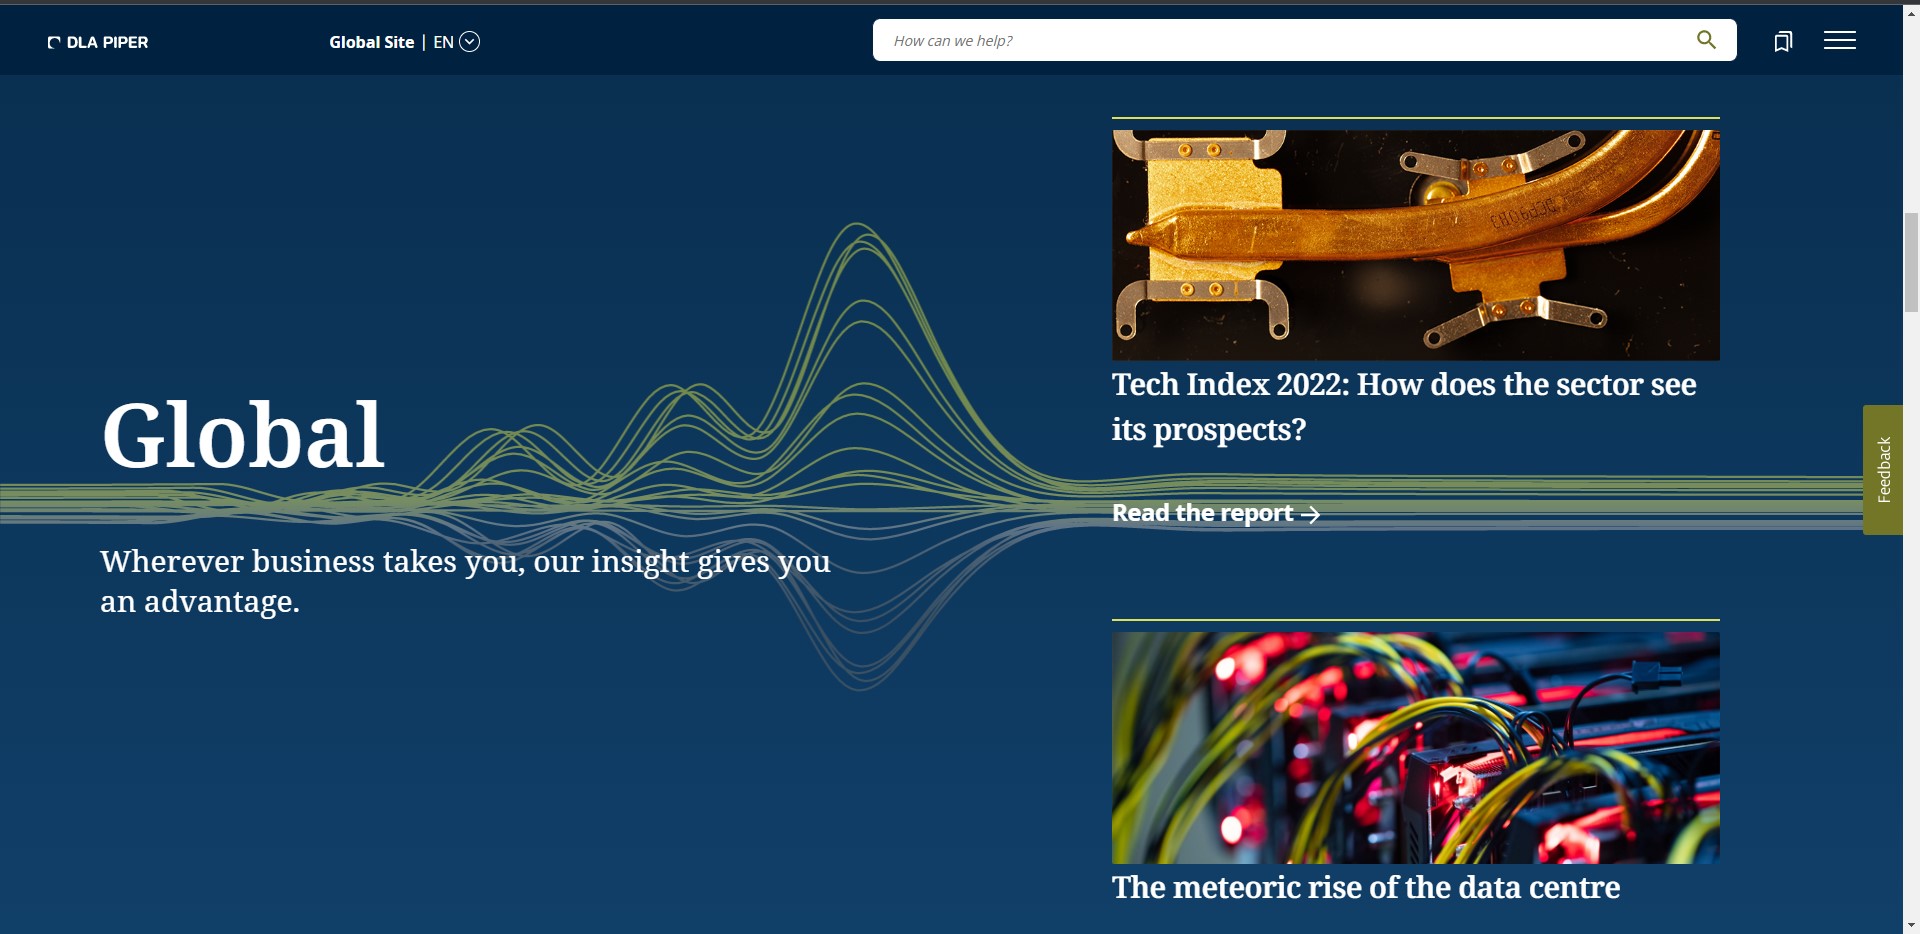 DLA PIPER
Global Site | EN
How can we help?
Global
Wherever business takes you, our insight gives you
an advantage.
Tech Index 2022: How does the sector see
its prospects?
Read the report
The meteoric rise of the data centre
Feedback